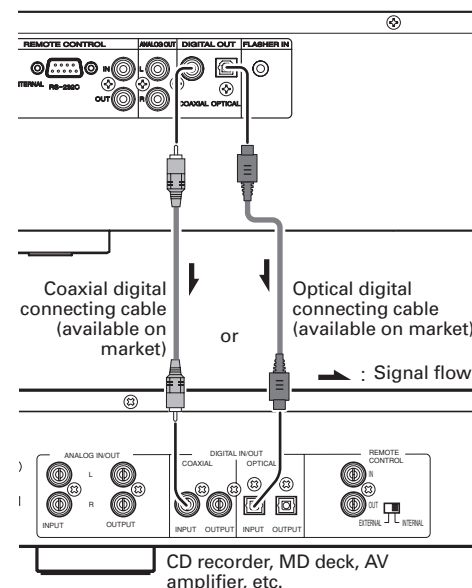 REMOTE CONTROL
ANALOG OUT
DIGITAL OUT
FLASHER IN
IN
L
RS-232C
OUT
R
COAXIAL OPTICAL
Coaxial digital
connecting cable
(available on
market)
or
Optical digital
connecting cable
(available on market)
: Signal flow
ANALOG IN/OUT
L
R
INPUT
OUTPUT
DIGITAL IN/OUT
COAXIAL
OPTICAL
INPUT
OUTPUT
INPUT
OUTPUT
REMOTE
CONTROL
IN
OUT
EXTERNAL
INTERNAL
CD recorder, MD deck, AV
amplifier, etc.